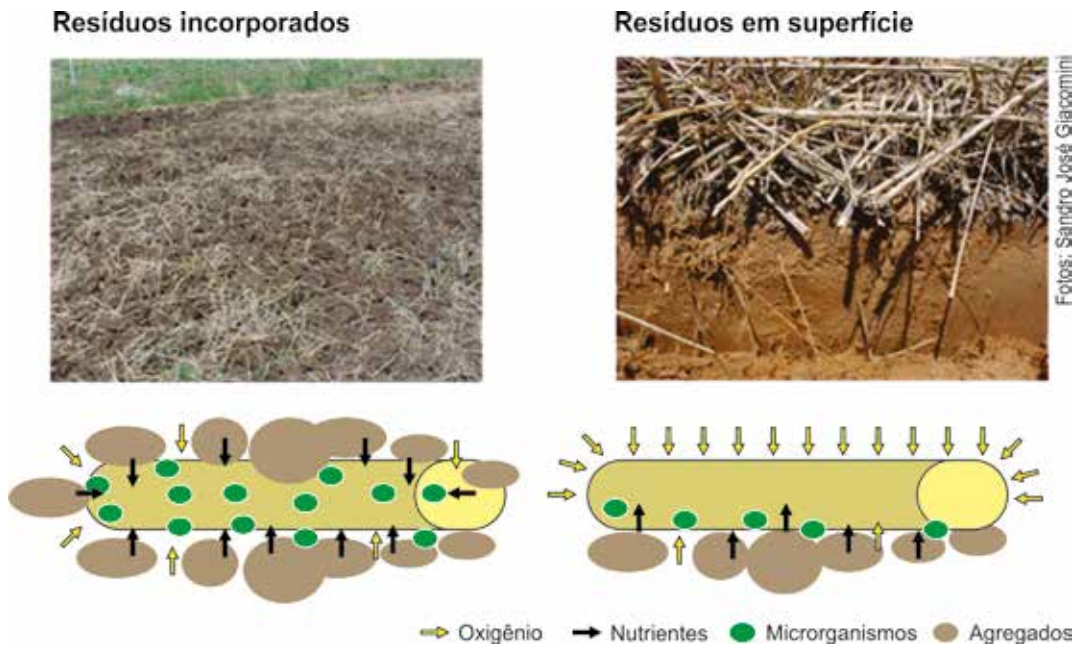 Resíduos incorporados
Resíduos em superfície
Fotos: Sandro José Giacomini
Oxigênio
Nutrientes
Microrganismos
Agregados